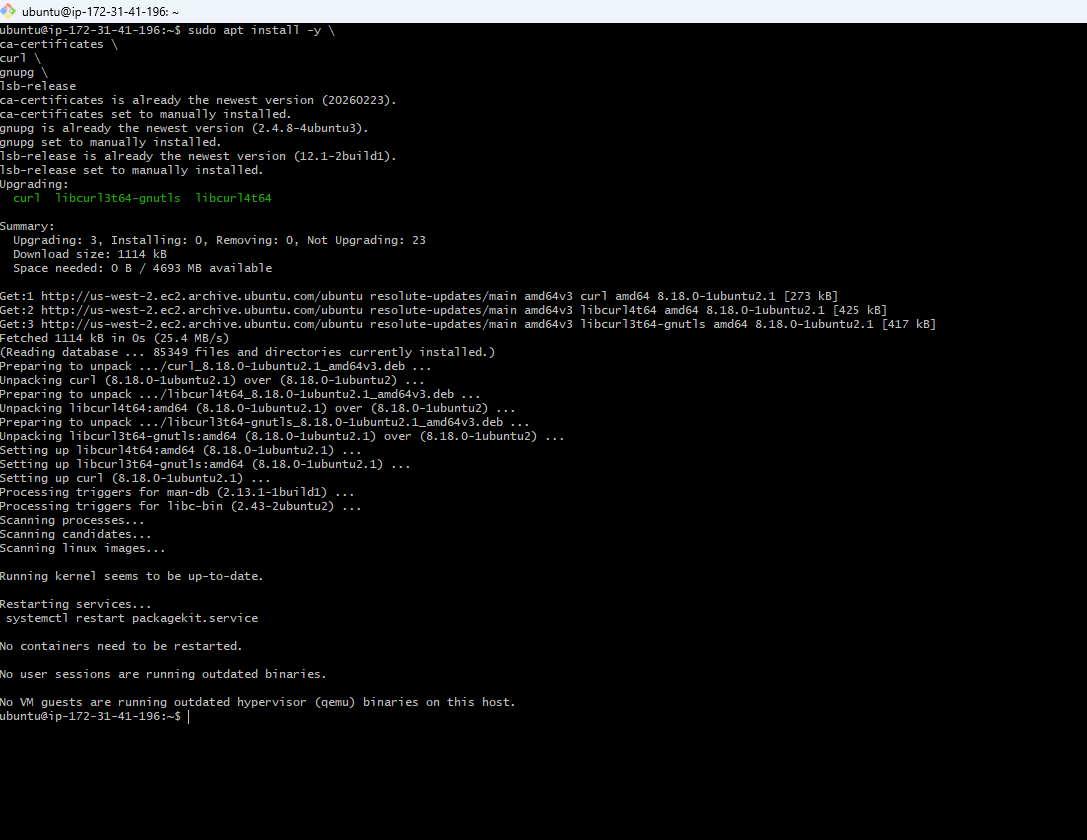 ubuntu@ip-172-31-41-196: ~
ubuntu@ip-172-31-41-196:~$ sudo apt install -y \
ca-certificates \
curl \
gnupg \
lsb-release
ca-certificates is already the newest version (20260223).
ca-certificates set to manually installed.
gnupg is already the newest version (2.4.8-4ubuntu3).
gnupg set to manually installed.
lsb-release is already the newest version (12.1-2build1).
lsb-release set to manually installed.
Upgrading:
  curl  libcurl3t64-gnutls  libcurl4t64

Summary:
  Upgrading: 3, Installing: 0, Removing: 0, Not Upgrading: 23
  Download size: 1114 kB
  Space needed: 0 B / 4693 MB available

Get:1 http://us-west-2.ec2.archive.ubuntu.com/ubuntu resolute-updates/main amd64v3 curl amd64 8.18.0-1ubuntu2.1 [273 kB]
Get:2 http://us-west-2.ec2.archive.ubuntu.com/ubuntu resolute-updates/main amd64v3 libcurl4t64 amd64 8.18.0-1ubuntu2.1 [425 kB]
Get:3 http://us-west-2.ec2.archive.ubuntu.com/ubuntu resolute-updates/main amd64v3 libcurl3t64-gnutls amd64 8.18.0-1ubuntu2.1 [417 kB]
Fetched 1114 kB in 0s (25.4 MB/s)
(Reading database ... 85349 files and directories currently installed.)
Preparing to unpack .../curl_8.18.0-1ubuntu2.1_amd64v3.deb ...
Unpacking curl (8.18.0-1ubuntu2.1) over (8.18.0-1ubuntu2) ...
Preparing to unpack .../libcurl4t64_8.18.0-1ubuntu2.1_amd64v3.deb ...
Unpacking libcurl4t64:amd64 (8.18.0-1ubuntu2.1) over (8.18.0-1ubuntu2) ...
Preparing to unpack .../libcurl3t64-gnutls_8.18.0-1ubuntu2.1_amd64v3.deb ...
Unpacking libcurl3t64-gnutls:amd64 (8.18.0-1ubuntu2.1) over (8.18.0-1ubuntu2) ...
Setting up libcurl4t64:amd64 (8.18.0-1ubuntu2.1) ...
Setting up libcurl3t64-gnutls:amd64 (8.18.0-1ubuntu2.1) ...
Setting up curl (8.18.0-1ubuntu2.1) ...
Processing triggers for man-db (2.13.1-1build1) ...
Processing triggers for libc-bin (2.43-2ubuntu2) ...
Scanning processes...
Scanning candidates...
Scanning linux images...

Running kernel seems to be up-to-date.

Restarting services...
 systemctl restart packagekit.service

No containers need to be restarted.

No user sessions are running outdated binaries.

No VM guests are running outdated hypervisor (qemu) binaries on this host.
ubuntu@ip-172-31-41-196:~$